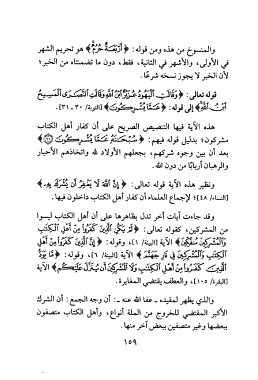 والمنسوخ من هذه ومن قوله: ﴿أَرْبَعَةٌ حُرُمٌ﴾ هو تحريم الشهر
في الأولى، والأشهر في الثانية، فقط، دون ما تضمنتاه من الخبر؛
لأن الخبر لا يجوز نسخه شرعًا.
قوله تعالى: ﴿وَقَالَتِ ٱلْيَهُودُ عُزَيْرٌ ٱبْنُ ٱللَّهِ وَقَالَتِ ٱلنَّصَٰرَى ٱلْمَسِيحُ
ٱبْنُ ٱللَّهِ﴾ إلى قوله: ﴿عَمَّا يُشْرِكُونَ﴾ [التوبة/ ٣٠ - ٣١].
هذه الآية فيها التنصيص الصريح على أن كفار أهل الكتاب
مشركون؛ بدليل قوله فيهم: ﴿سُبْحَٰنَهُ عَمَّا يُشْرِكُونَ﴾
بعد أن بين وجوه شركهم، بجعلهم الأولاد لله واتخاذهم الأحبار
والرهبان أربابًا من دون الله.
ونظير هذه الآية قوله تعالى: ﴿إِنَّ ٱللَّهَ لَا يَغْفِرُ أَن يُشْرَكَ بِهِۦ﴾
[النساء/ ٤٨]؛ لإجماع العلماء أن كفار أهل الكتاب داخلون فيها.
وقد جاءت آيات أخر تدل بظاهرها على أن أهل الكتاب ليسوا
من المشركين، كقوله تعالى: ﴿لَمْ يَكُنِ ٱلَّذِينَ كَفَرُوا۟ مِنْ أَهْلِ ٱلْكِتَٰبِ
وَٱلْمُشْرِكِينَ مُنفَكِّينَ﴾ الآية [البينة/ ١]، وقوله: ﴿إِنَّ ٱلَّذِينَ كَفَرُوا۟ مِنْ
أَهْلِ ٱلْكِتَٰبِ وَٱلْمُشْرِكِينَ فِى نَارِ جَهَنَّمَ﴾ الآية [البينة/ ٦]، وقوله: ﴿مَّا يَوَدُّ
ٱلَّذِينَ كَفَرُوا۟ مِنْ أَهْلِ ٱلْكِتَٰبِ وَلَا ٱلْمُشْرِكِينَ أَن يُنَزَّلَ عَلَيْكُم﴾ الآية
[البقرة/ ١٠٥]، والعطف يقتضي المغايرة.
والذي يظهر لمقيده - عفا الله عنه -: أن وجه الجمع: أن الشرك
الأكبر المقتضي للخروج من الملة أنواع، وأهل الكتاب متصفون
ببعضها وغير متصفين ببعض آخر منها.
١٥٩